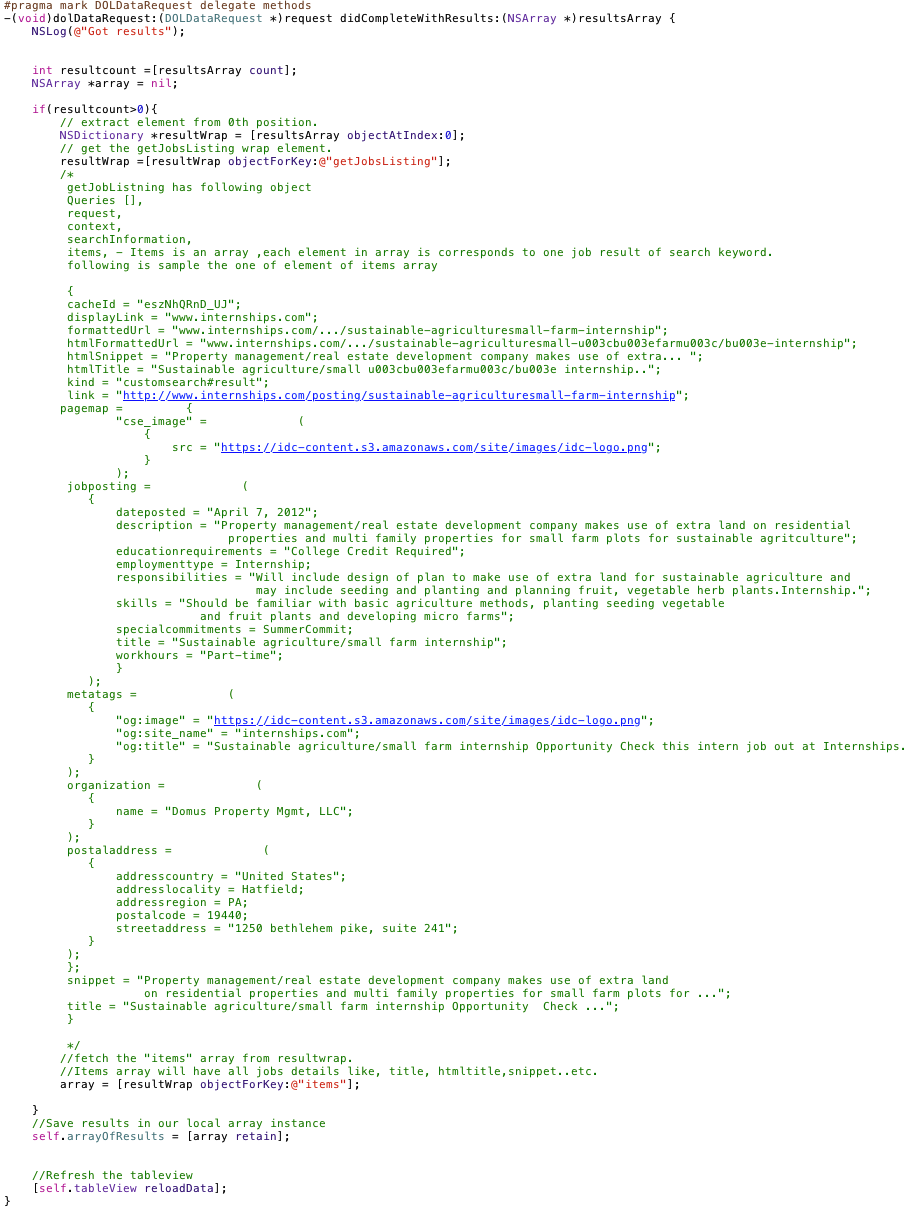 #pragma mark DOLDataRequest delegate methods
-(void)dolDataRequest:(DOLDataRequest *)request didCompleteWithResults:(NSArray *)resultsArray {
    NSLog(@"Got results");


    int resultcount =[resultsArray count];
    NSArray *array = nil;

    if(resultcount>0){
        // extract element from 0th position.
        NSDictionary *resultWrap = [resultsArray objectAtIndex:0];
        // get the getJobsListing wrap element.
        resultWrap =[resultWrap objectForKey:@"getJobsListing"];
        /*
         getJobListning has following object
         Queries [],
         request,
         context,
         searchInformation,
         items, - Items is an array ,each element in array is corresponds to one job result of search keyword.
         following is sample the one of element of items array

         {
         cacheId = "eszNhQRnD_UJ";
         displayLink = "www.internships.com";
         formattedUrl = "www.internships.com/.../sustainable-agriculturesmall-farm-internship";
         htmlFormattedUrl = "www.internships.com/.../sustainable-agriculturesmall-u003cbu003efarmu003c/bu003e-internship";
         htmlSnippet = "Property management/real estate development company makes use of extra... ";
         htmlTitle = "Sustainable agriculture/small u003cbu003efarmu003c/bu003e internship..";
         kind = "customsearch#result";
         link = "http://www.internships.com/posting/sustainable-agriculturesmall-farm-internship";
        pagemap =         {
                "cse_image" =             (
                    {
                        src = "https://idc-content.s3.amazonaws.com/site/images/idc-logo.png";
                    }
                );
         jobposting =             (
            {
                dateposted = "April 7, 2012";
                description = "Property management/real estate development company makes use of extra land on residential
                                properties and multi family properties for small farm plots for sustainable agritculture";
                educationrequirements = "College Credit Required";
                employmenttype = Internship;
                responsibilities = "Will include design of plan to make use of extra land for sustainable agriculture and
                                    may include seeding and planting and planning fruit, vegetable herb plants.Internship.";
                skills = "Should be familiar with basic agriculture methods, planting seeding vegetable
                            and fruit plants and developing micro farms";
                specialcommitments = SummerCommit;
                title = "Sustainable agriculture/small farm internship";
                workhours = "Part-time";
                }
            );
         metatags =             (
            {
                "og:image" = "https://idc-content.s3.amazonaws.com/site/images/idc-logo.png";
                "og:site_name" = "internships.com";
                "og:title" = "Sustainable agriculture/small farm internship Opportunity Check this intern job out at Internships.
            }
         );
         organization =             (
            {
                name = "Domus Property Mgmt, LLC";
            }
         );
         postaladdress =             (
            {
                addresscountry = "United States";
                addresslocality = Hatfield;
                addressregion = PA;
                postalcode = 19440;
                streetaddress = "1250 bethlehem pike, suite 241";
            }
         );
         };
         snippet = "Property management/real estate development company makes use of extra land
                    on residential properties and multi family properties for small farm plots for ...";
         title = "Sustainable agriculture/small farm internship Opportunity  Check ...";
         }

         */
        //fetch the "items" array from resultwrap.
        //Items array will have all jobs details like, title, htmltitle,snippet..etc.
        array = [resultWrap objectForKey:@"items"];

    }
    //Save results in our local array instance
    self.arrayOfResults = [array retain];


    //Refresh the tableview
    [self.tableView reloadData];
}